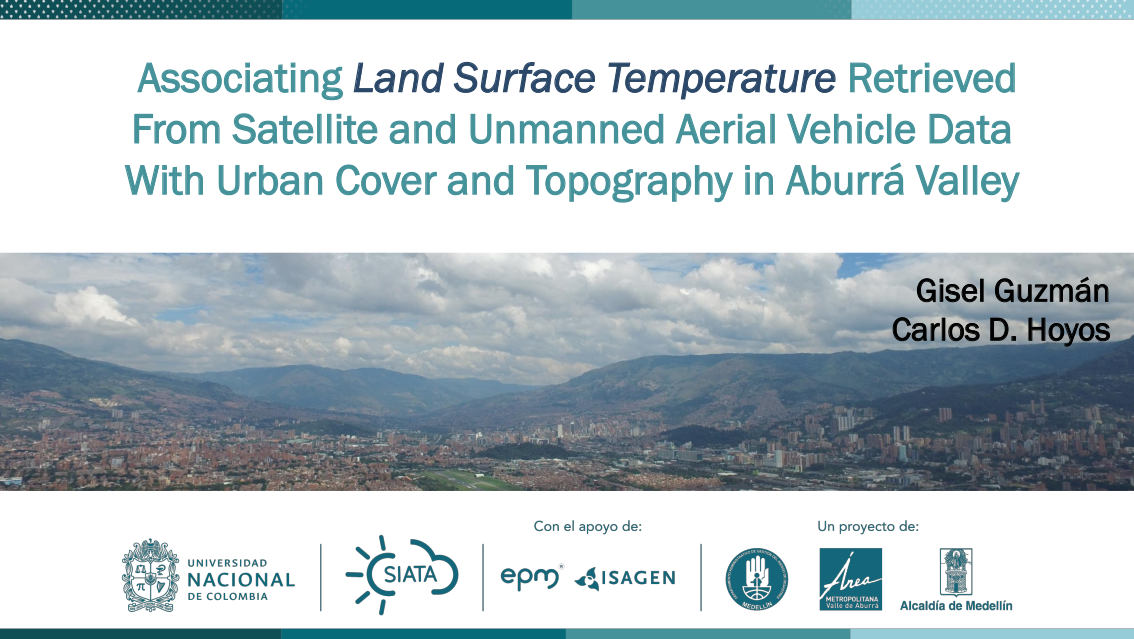 Associating Land Surface Temperature Retrieved
From Satellite and Unmanned Aerial Vehicle Data
With Urban Cover and Topography in Aburrá Valley
Gisel Guzmán
Carlos D. Hoyos
Con el apoyo de:
Un proyecto de:
UNIVERSIDAD
NACIONAL
DE COLOMBIA
SIATA
epm®
ISAGEN
MEDELLÍN
Área
METROPOLITANA
Valle de Aburrá
Alcaldía de Medellín